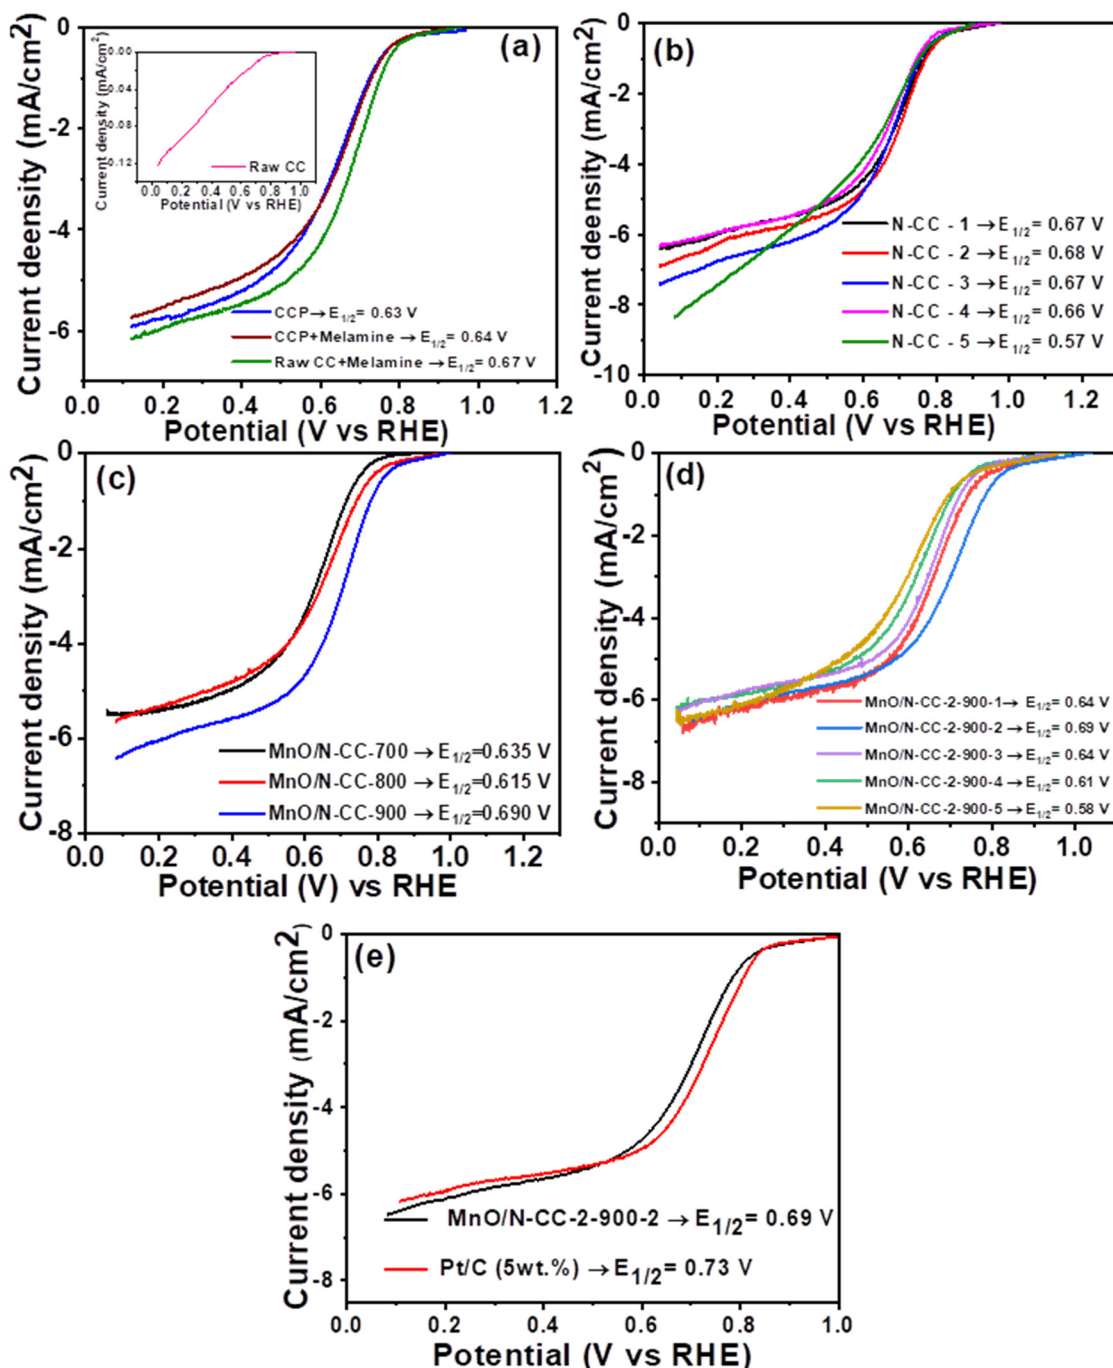 (a)
Current deensity (mA/cm²)
0
-2
-4
-6
0.0 0.2 0.4 0.6 0.8 1.0 1.2
Potential (V vs RHE)
Current density (mA/cm²)
0.00
0.04
0.08
0.12
0.0 0.2 0.4 0.6 0.8 1.0
Potential (V vs RHE)
Raw CC
CCP→E1/2= 0.63 V
CCP+Melamine→E1/2= 0.64 V
Raw CC+Melamine→E1/2= 0.67 V
(b)
Current deensity (mA/cm²)
0
-2
-4
-6
-8
-10
0.0 0.2 0.4 0.6 0.8 1.0 1.2
Potential (V vs RHE)
N-CC - 1→E1/2= 0.67 V
N-CC - 2→E1/2= 0.68 V
N-CC - 3→E1/2= 0.67 V
N-CC - 4→E1/2= 0.66 V
N-CC - 5→E1/2= 0.57 V
(c)
Current density (mA/cm²)
0
-2
-4
-6
-8
0.0 0.2 0.4 0.6 0.8 1.0 1.2
Potential (V) vs RHE
MnO/N-CC-700→E1/2=0.635 V
MnO/N-CC-800→E1/2=0.615 V
MnO/N-CC-900→E1/2=0.690 V
(d)
Current density (mA/cm²)
0
-2
-4
-6
-8
0.0 0.2 0.4 0.6 0.8 1.0
Potential (V vs RHE)
MnO/N-CC-2-900-1→E1/2= 0.64 V
MnO/N-CC-2-900-2→E1/2= 0.69 V
MnO/N-CC-2-900-3→E1/2= 0.64 V
MnO/N-CC-2-900-4→E1/2= 0.61 V
MnO/N-CC-2-900-5→E1/2= 0.58 V
(e)
Current density (mA/cm²)
0
-2
-4
-6
-8
0.0 0.2 0.4 0.6 0.8 1.0
Potential (V vs RHE)
MnO/N-CC-2-900-2→E1/2= 0.69 V
Pt/C (5wt.%)→E1/2= 0.73 V